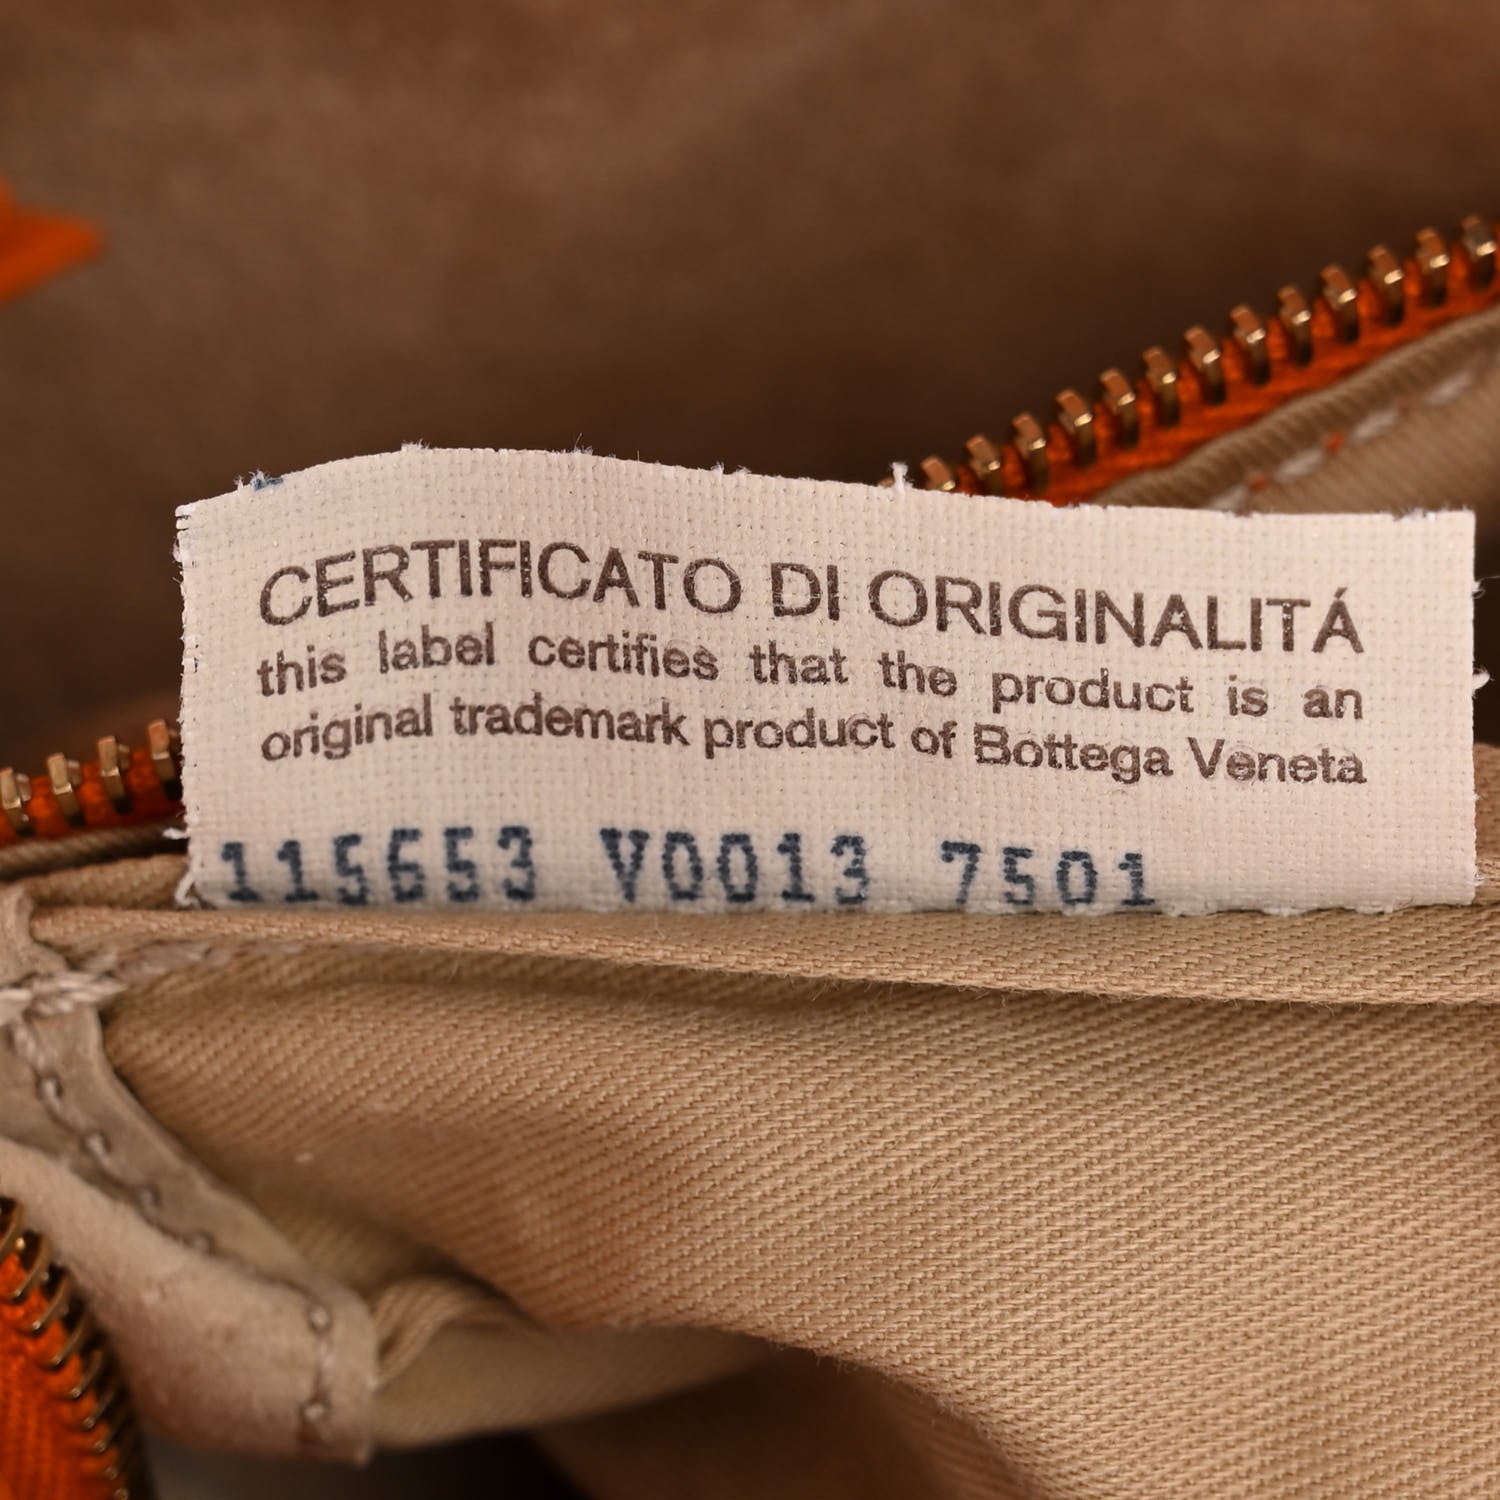 CERTIFICATO DI ORIGINALITÁ
this label certifies that the product is an
original trademark product of Bottega Veneta
115653 V0013 7501